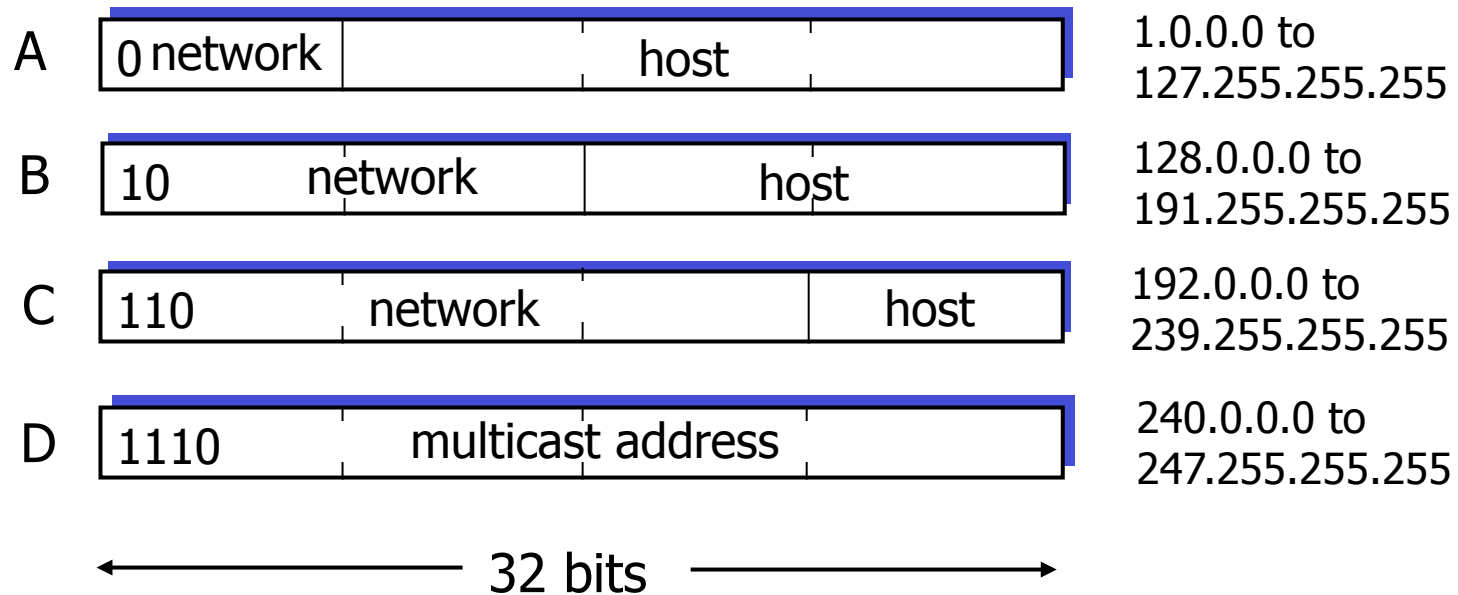 A
0 network
host
1.0.0.0 to
127.255.255.255
B
10
network
host
128.0.0.0 to
191.255.255.255
C
110
network
host
192.0.0.0 to
239.255.255.255
D
1110
multicast address
240.0.0.0 to
247.255.255.255
32 bits